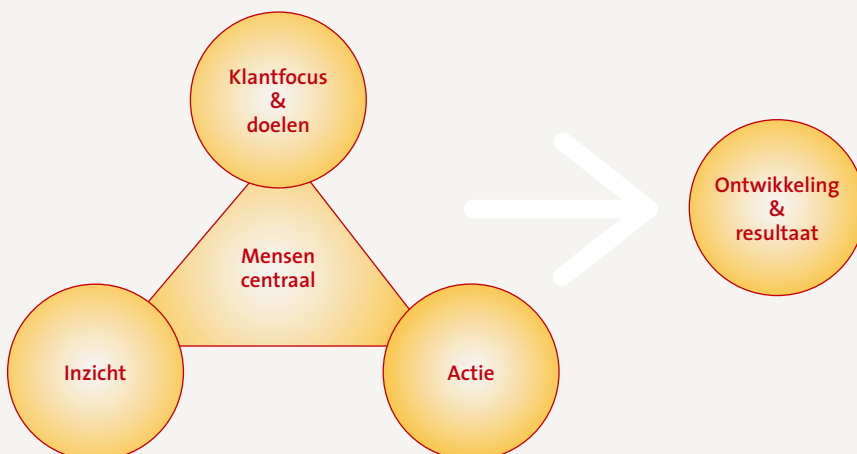 Klantfocus
&
doelen
Mensen
centraal
Inzicht
Actie
Ontwikkeling
&
resultaat